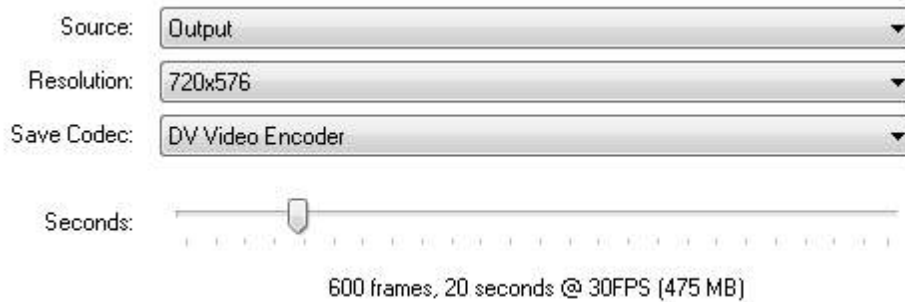 Source: Output
Resolution: 720x576
Save Codec: DV Video Encoder
Seconds:
600 frames, 20 seconds @ 30FPS (475 MB)